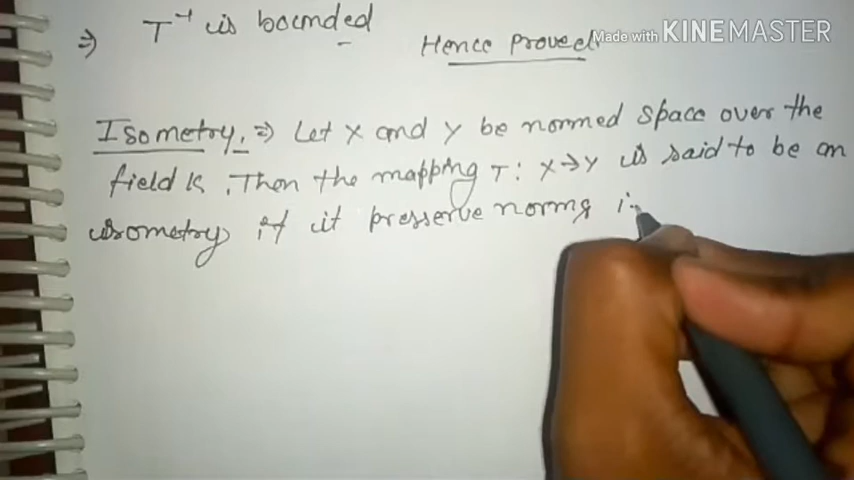 ⇒ T⁻¹ is bounded
Hence Proved
Made with KINEMASTER
Isometry. ⇒ Let X and Y be normed space over the
field K. Then the mapping T: X→Y is said to be an
isometry if it presserve norms i.